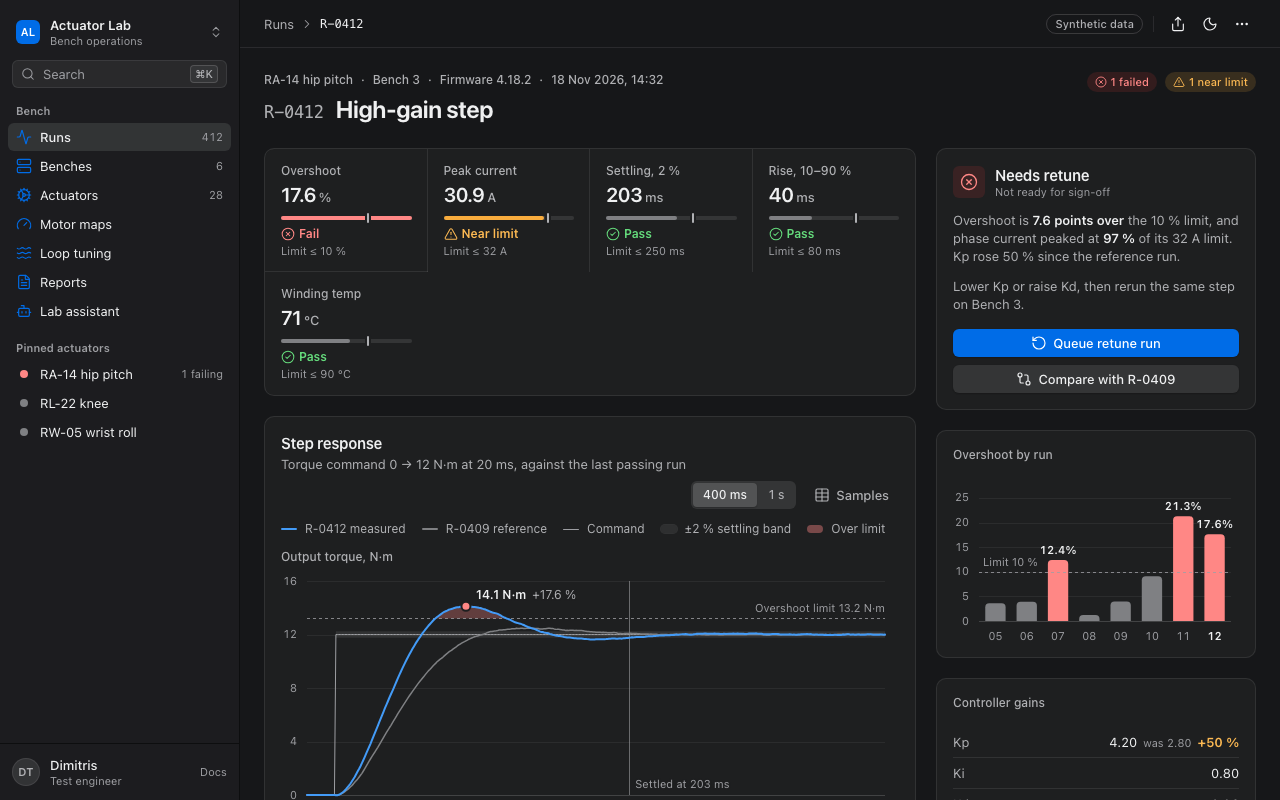 AL
Actuator Lab
Bench operations
Search
⌘K
Bench
Runs 412
Benches 6
Actuators 28
Motor maps
Loop tuning
Reports
Lab assistant
Pinned actuators
RA-14 hip pitch 1 failing
RL-22 knee
RW-05 wrist roll
DT
Dimitris
Test engineer
Docs
Runs > R-0412
Synthetic data
RA-14 hip pitch · Bench 3 · Firmware 4.18.2 · 18 Nov 2026, 14:32
1 failed
1 near limit
R-0412 High-gain step
Overshoot
17.6 %
Fail
Limit ≤ 10 %
Peak current
30.9 A
Near limit
Limit ≤ 32 A
Settling, 2 %
203 ms
Pass
Limit ≤ 250 ms
Rise, 10–90 %
40 ms
Pass
Limit ≤ 80 ms
Winding temp
71 °C
Pass
Limit ≤ 90 °C
Needs retune
Not ready for sign-off
Overshoot is 7.6 points over the 10 % limit, and
phase current peaked at 97 % of its 32 A limit.
Kp rose 50 % since the reference run.
Lower Kp or raise Kd, then rerun the same step
on Bench 3.
Queue retune run
Compare with R-0409
Step response
Torque command 0 → 12 N·m at 20 ms, against the last passing run
400 ms 1 s Samples
R-0412 measured R-0409 reference Command ±2 % settling band Over limit
Output torque, N·m
16
12
8
4
0
14.1 N·m +17.6 %
Overshoot limit 13.2 N·m
Settled at 203 ms
Overshoot by run
25
20
15
10
5
0
Limit 10 %
12.4%
21.3%
17.6%
05 06 07 08 09 10 11 12
Controller gains
Kp 4.20 was 2.80 +50 %
Ki 0.80